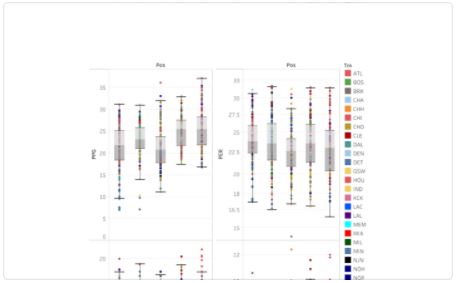 Pos
Pos
Tm
ATL
BOS
BRK
CHA
CHH
CHI
CHO
CLE
DAL
DEN
DET
GSW
HOU
IND
KCK
LAC
LAL
MEM
MIA
MIL
MIN
NJN
NOH
NOP
PPG
35
30
25
20
15
10
5
0
20
PER
33
30
27.5
25
22.5
20
18
16.5
15
12